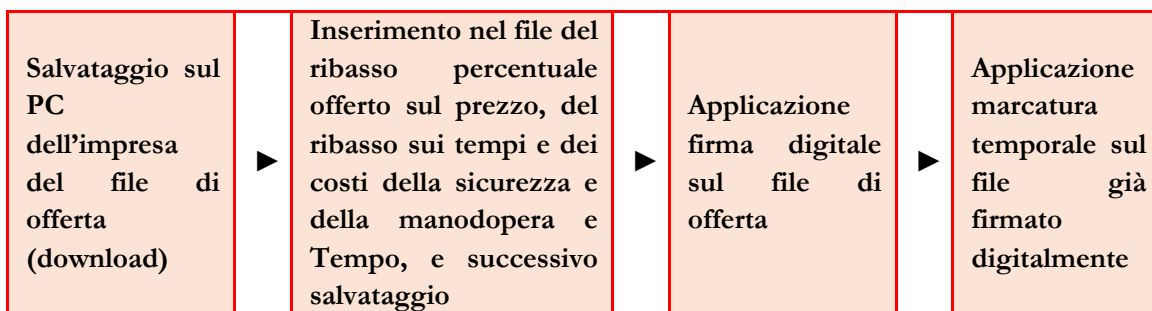 Salvataggio sul
PC
dell’impresa
del file di
offerta
(download)
►
Inserimento nel file del
ribasso percentuale
offerto sul prezzo, del
ribasso sui tempi e dei
costi della sicurezza e
della manodopera e
Tempo, e successivo
salvataggio
►
Applicazione
firma digitale
sul file di
offerta
►
Applicazione
marcatura
temporale sul
file già
firmato
digitalmente